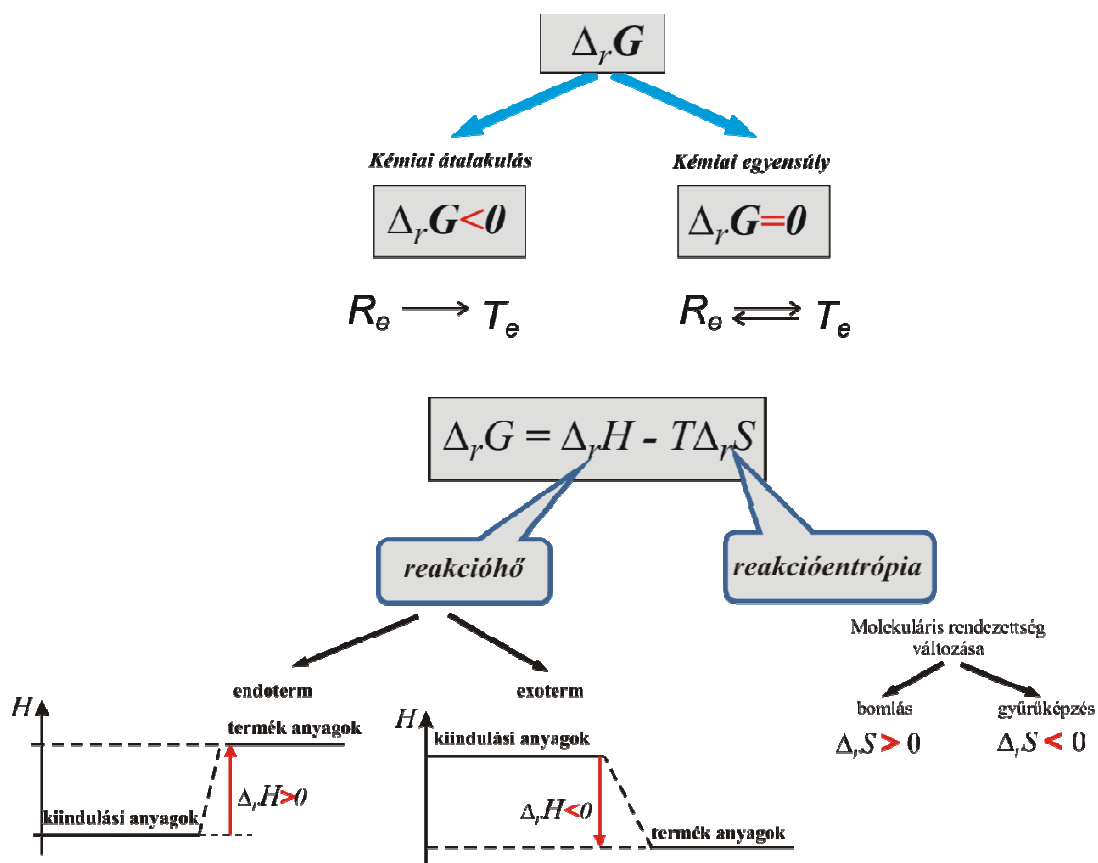 ΔᵣG
Kémiai átalakulás
Kémiai egyensúly
ΔᵣG<0
ΔᵣG=0
Rₑ ⟶ Tₑ
Rₑ ⇄ Tₑ
ΔᵣG = ΔᵣH - TΔᵣS
reakcióhő
reakcióentrópia
Molekuláris rendezettség
változása
endoterm
exoterm
bomlás
gyűrűképzés
ΔᵣS > 0
ΔᵣS < 0
H
termék anyagok
ΔᵣH>0
kiindulási anyagok
H
kiindulási anyagok
ΔᵣH<0
termék anyagok